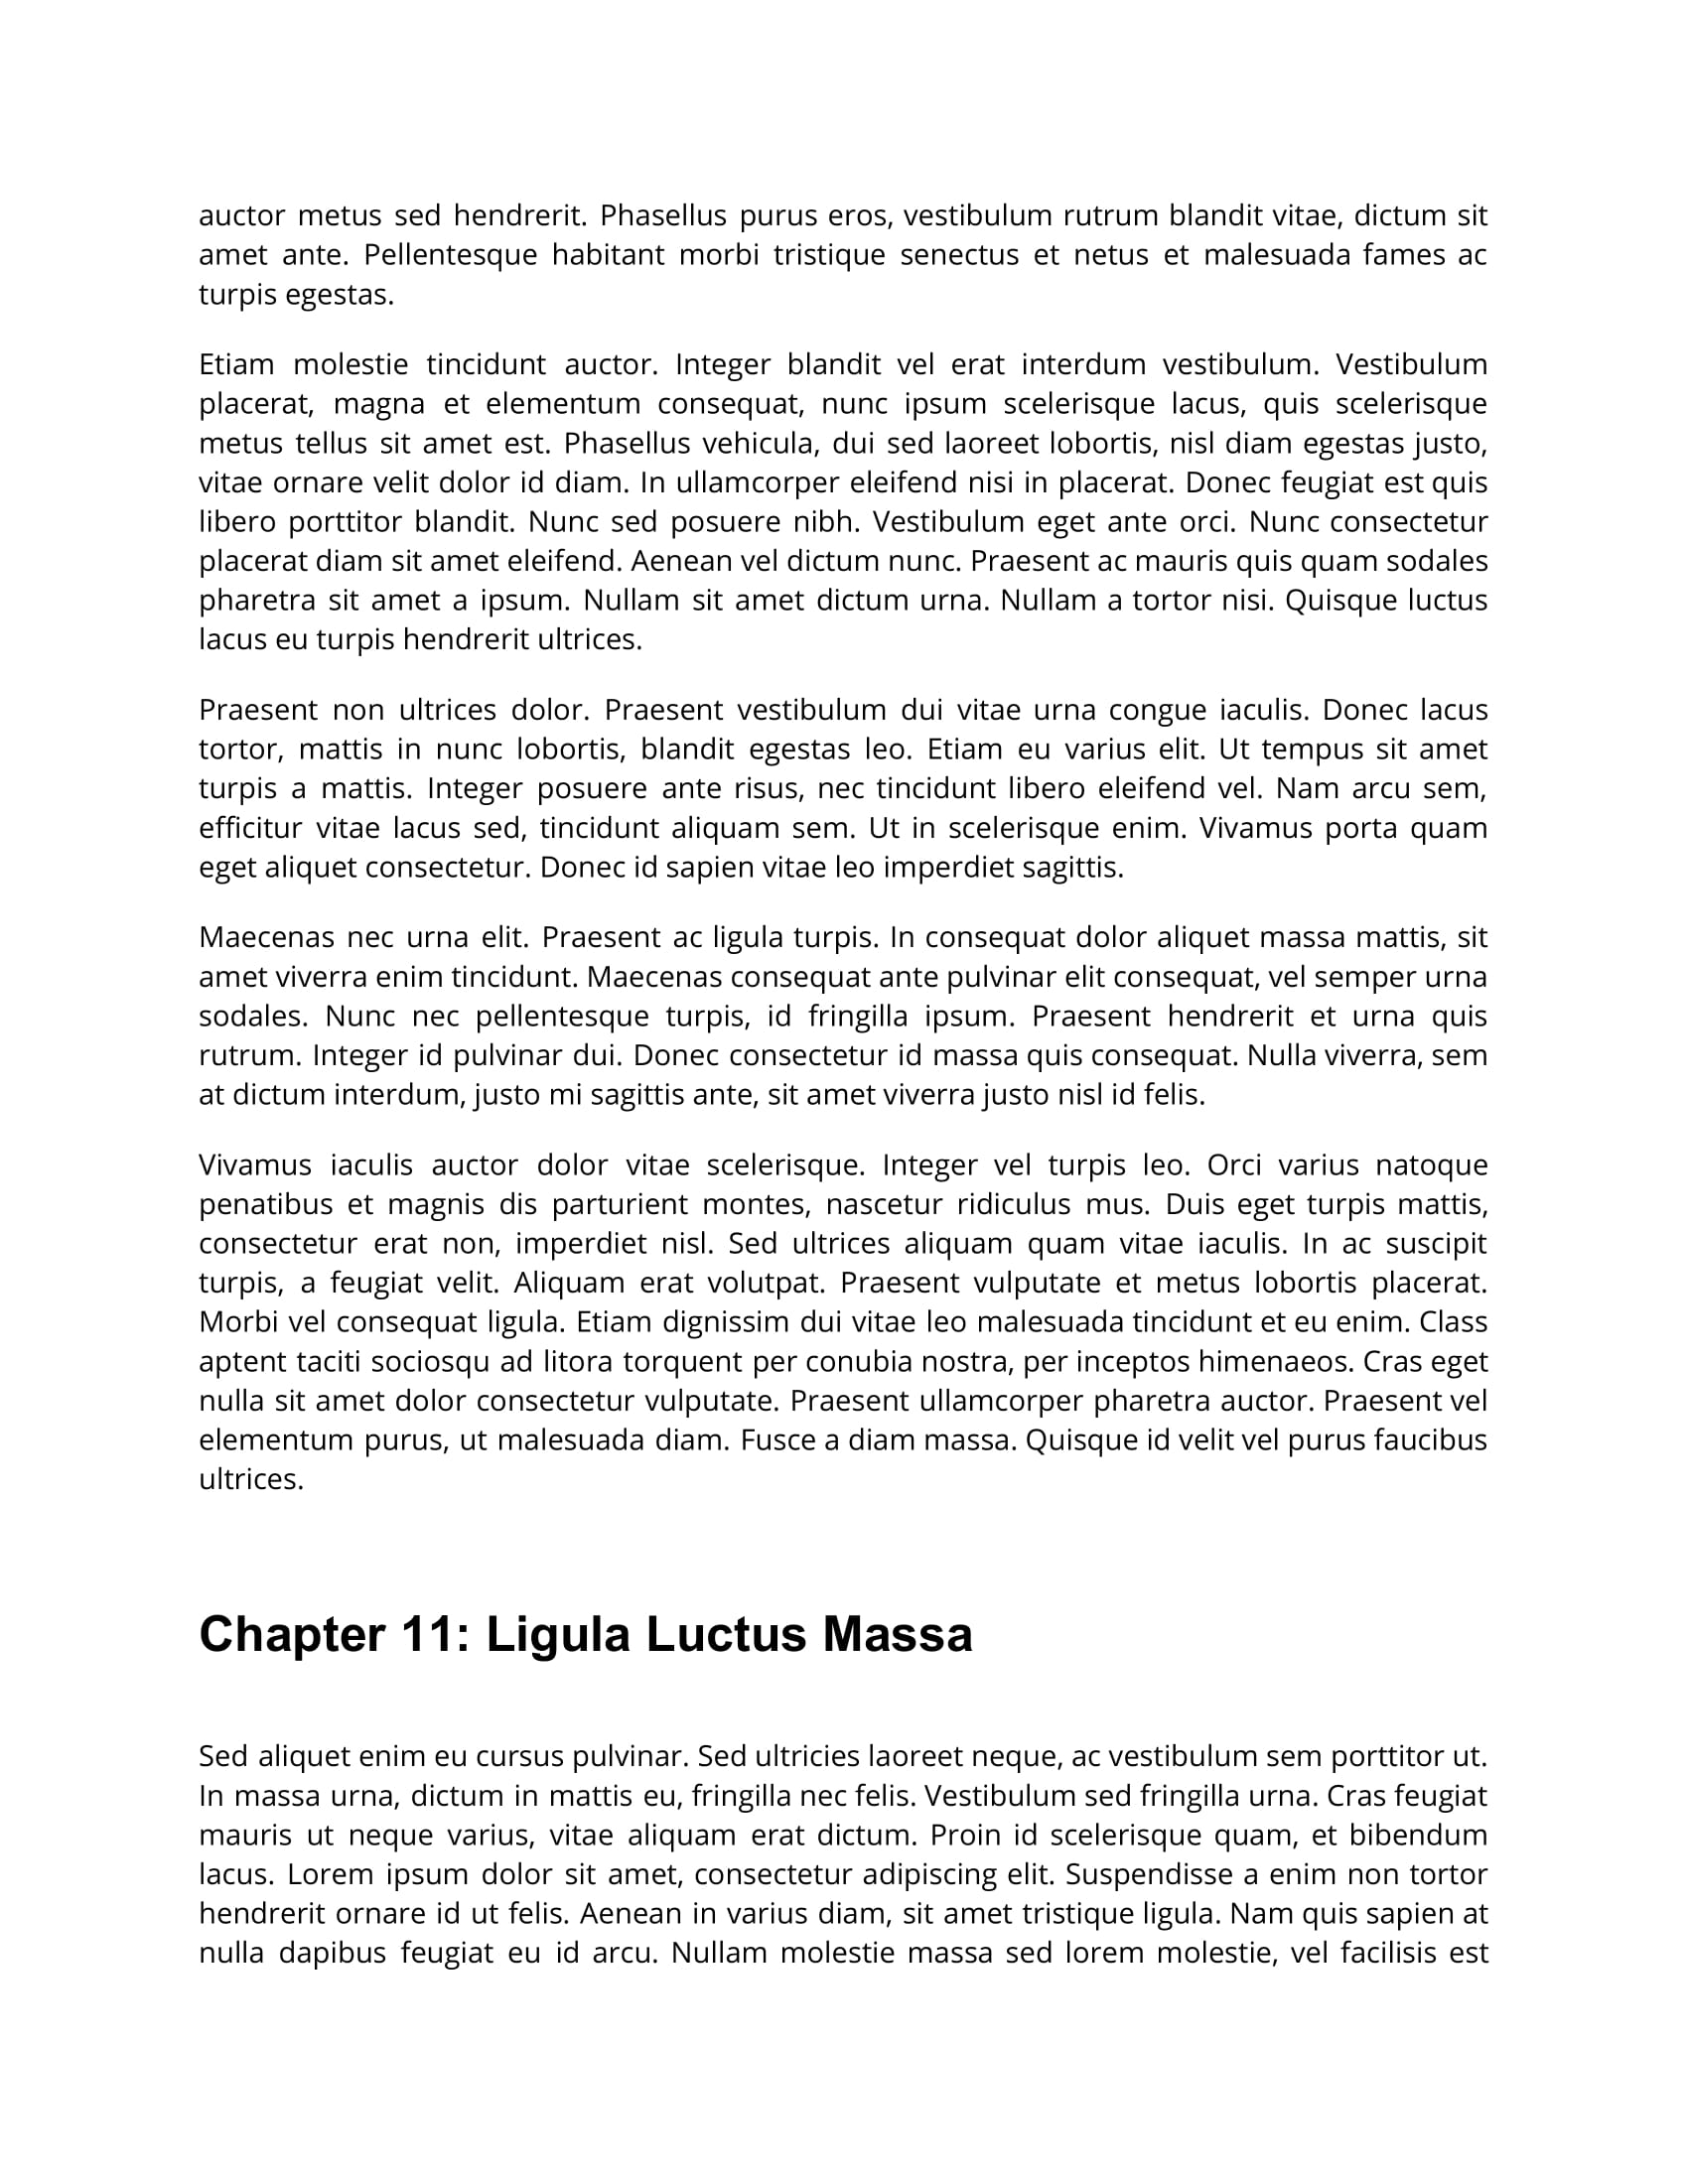 auctor metus sed hendrerit. Phasellus purus eros, vestibulum rutrum blandit vitae, dictum sit
amet ante. Pellentesque habitant morbi tristique senectus et netus et malesuada fames ac
turpis egestas.
Etiam molestie tincidunt auctor. Integer blandit vel erat interdum vestibulum. Vestibulum
placerat, magna et elementum consequat, nunc ipsum scelerisque lacus, quis scelerisque
metus tellus sit amet est. Phasellus vehicula, dui sed laoreet lobortis, nisl diam egestas justo,
vitae ornare velit dolor id diam. In ullamcorper eleifend nisi in placerat. Donec feugiat est quis
libero porttitor blandit. Nunc sed posuere nibh. Vestibulum eget ante orci. Nunc consectetur
placerat diam sit amet eleifend. Aenean vel dictum nunc. Praesent ac mauris quis quam sodales
pharetra sit amet a ipsum. Nullam sit amet dictum urna. Nullam a tortor nisi. Quisque luctus
lacus eu turpis hendrerit ultrices.
Praesent non ultrices dolor. Praesent vestibulum dui vitae urna congue iaculis. Donec lacus
tortor, mattis in nunc lobortis, blandit egestas leo. Etiam eu varius elit. Ut tempus sit amet
turpis a mattis. Integer posuere ante risus, nec tincidunt libero eleifend vel. Nam arcu sem,
efficitur vitae lacus sed, tincidunt aliquam sem. Ut in scelerisque enim. Vivamus porta quam
eget aliquet consectetur. Donec id sapien vitae leo imperdiet sagittis.
Maecenas nec urna elit. Praesent ac ligula turpis. In consequat dolor aliquet massa mattis, sit
amet viverra enim tincidunt. Maecenas consequat ante pulvinar elit consequat, vel semper urna
sodales. Nunc nec pellentesque turpis, id fringilla ipsum. Praesent hendrerit et urna quis
rutrum. Integer id pulvinar dui. Donec consectetur id massa quis consequat. Nulla viverra, sem
at dictum interdum, justo mi sagittis ante, sit amet viverra justo nisl id felis.
Vivamus iaculis auctor dolor vitae scelerisque. Integer vel turpis leo. Orci varius natoque
penatibus et magnis dis parturient montes, nascetur ridiculus mus. Duis eget turpis mattis,
consectetur erat non, imperdiet nisl. Sed ultrices aliquam quam vitae iaculis. In ac suscipit
turpis, a feugiat velit. Aliquam erat volutpat. Praesent vulputate et metus lobortis placerat.
Morbi vel consequat ligula. Etiam dignissim dui vitae leo malesuada tincidunt et eu enim. Class
aptent taciti sociosqu ad litora torquent per conubia nostra, per inceptos himenaeos. Cras eget
nulla sit amet dolor consectetur vulputate. Praesent ullamcorper pharetra auctor. Praesent vel
elementum purus, ut malesuada diam. Fusce a diam massa. Quisque id velit vel purus faucibus
ultrices.
Chapter 11: Ligula Luctus Massa
Sed aliquet enim eu cursus pulvinar. Sed ultricies laoreet neque, ac vestibulum sem porttitor ut.
In massa urna, dictum in mattis eu, fringilla nec felis. Vestibulum sed fringilla urna. Cras feugiat
mauris ut neque varius, vitae aliquam erat dictum. Proin id scelerisque quam, et bibendum
lacus. Lorem ipsum dolor sit amet, consectetur adipiscing elit. Suspendisse a enim non tortor
hendrerit ornare id ut felis. Aenean in varius diam, sit amet tristique ligula. Nam quis sapien at
nulla dapibus feugiat eu id arcu. Nullam molestie massa sed lorem molestie, vel facilisis est